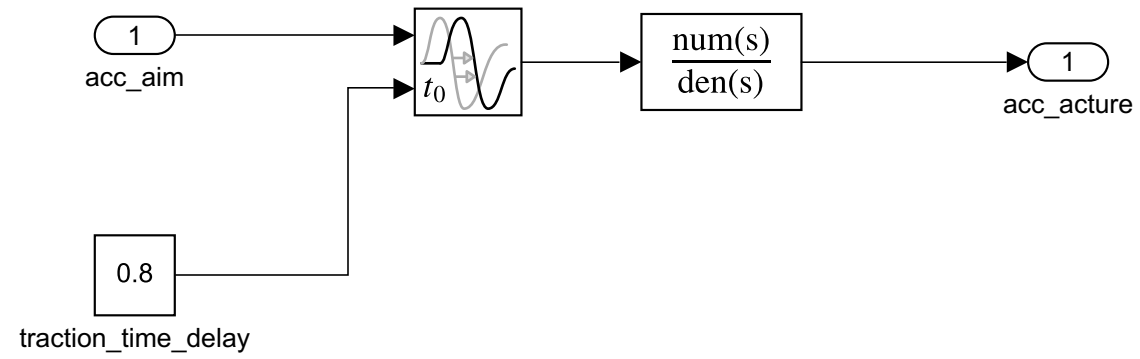 1
acc_aim
t0
num(s)
den(s)
1
acc_acture
0.8
traction_time_delay